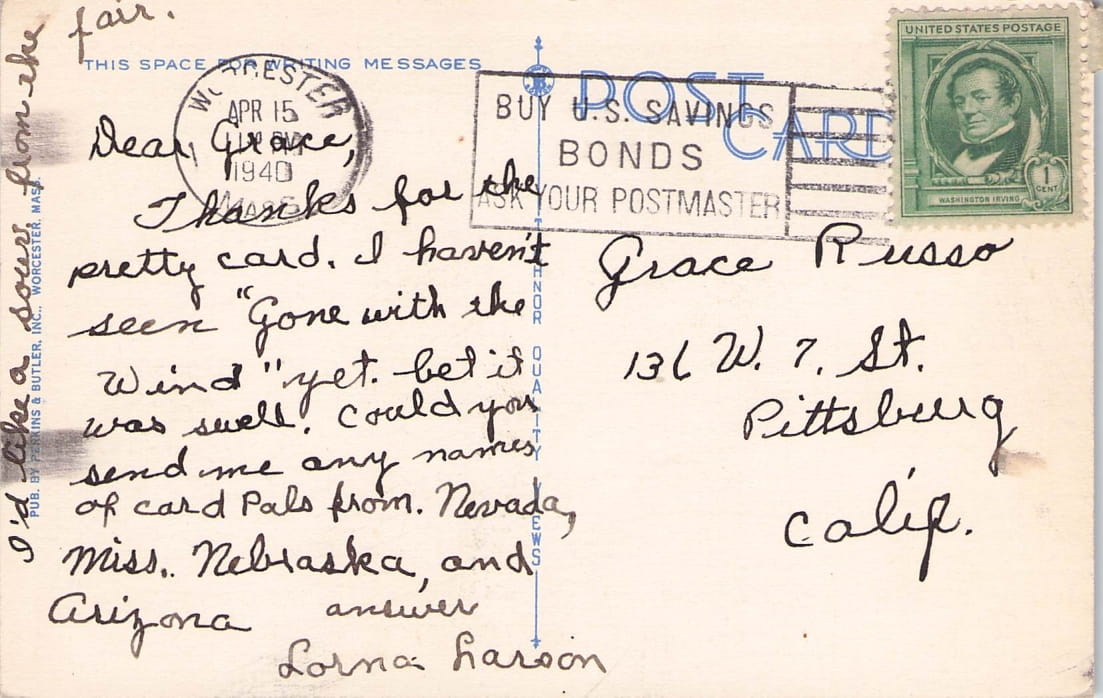 fair.
I'd like a souv. from the
THIS SPACE FOR WRITING MESSAGES
WORCESTER
APR 15
1940
MASS.
BUY U.S. SAVINGS
BONDS
ASK YOUR POSTMASTER
POST
CARD
UNITED STATES POSTAGE
1
CENT
WASHINGTON IRVING
Dear Grace,
Thanks for the
pretty card. I haven't
seen "Gone with the
Wind" yet. bet it
was swell. Could you
send me any names
of card Pals from. Nevada,
Miss., Nebraska, and
Arizona answer
Lorna Larson
Grace Russo
136 W. 7. St.
Pittsburg
Calif.
PUB. BY PERKINS & BUTLER, INC., WORCESTER, MASS.
TICHNOR QUALITY VIEWS